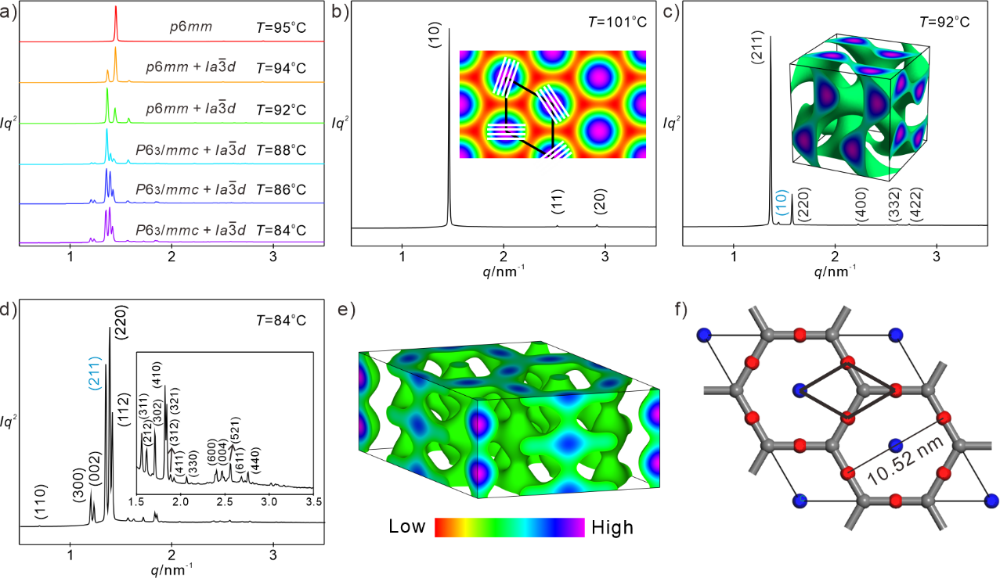 a)
p6mm T=95°C
p6mm + Ia3̅d T=94°C
p6mm + Ia3̅d T=92°C
P63/mmc + Ia3̅d T=88°C
P63/mmc + Ia3̅d T=86°C
P63/mmc + Ia3̅d T=84°C
Iq²
1 2 3
b)
T=101°C
(10)
(11)
(20)
Iq²
1 2 3
q/nm⁻¹
c)
T=92°C
(211)
(10)
(220)
(400)
(332)
(422)
Iq²
1 2 3
q/nm⁻¹
d)
T=84°C
(110)
(300)
(002)
(211)
(220)
(112)
(212)
(311)
(302)
(410)
(312)
(321)
(411)
(330)
(600)
(004)
(521)
(611)
(440)
1.5 2.0 2.5 3.0 3.5
Iq²
1 2 3
q/nm⁻¹
e)
Low High
f)
10.52 nm